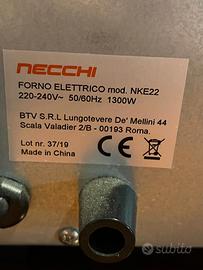 NECCHI
FORNO ELETTRICO mod. NKE22
220-240V~ 50/60Hz 1300W
BTV S.R.L Lungotevere De' Mellini 44
Scala Valadier 2/B - 00193 Roma.
Lot nr. 37/19
Made in China
CE
subito